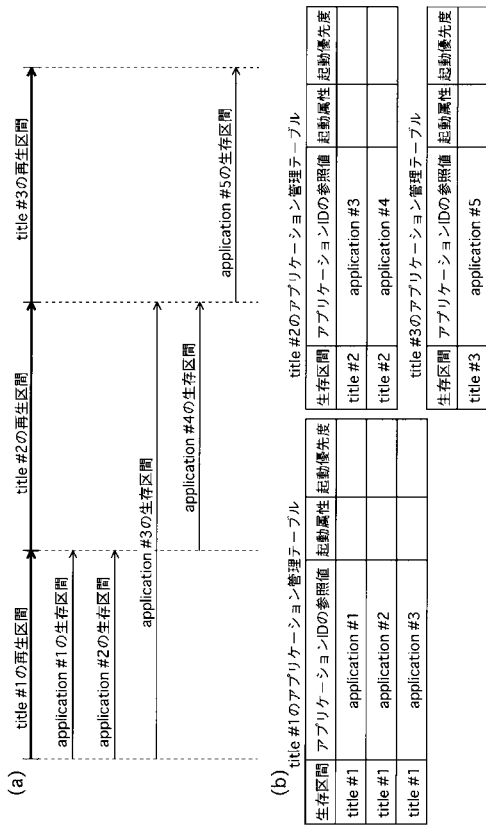 (a)
title #1の再生区間 title #2の再生区間 title #3の再生区間
application #1の生存区間
application #2の生存区間
application #3の生存区間
application #4の生存区間
application #5の生存区間
(b)
title #1のアプリケーション管理テーブル
生存区間 アプリケーションIDの参照値 起動属性 起動優先度
title #1 application #1
title #1 application #2
title #1 application #3
title #2のアプリケーション管理テーブル
生存区間 アプリケーションIDの参照値 起動属性 起動優先度
title #2 application #3
title #2 application #4
title #3のアプリケーション管理テーブル
生存区間 アプリケーションIDの参照値 起動属性 起動優先度
title #3 application #5